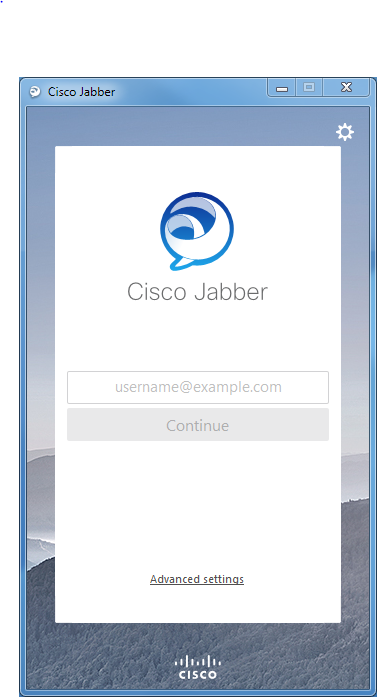 .
Cisco Jabber
Cisco Jabber
username@example.com
Continue
Advanced settings
CISCO